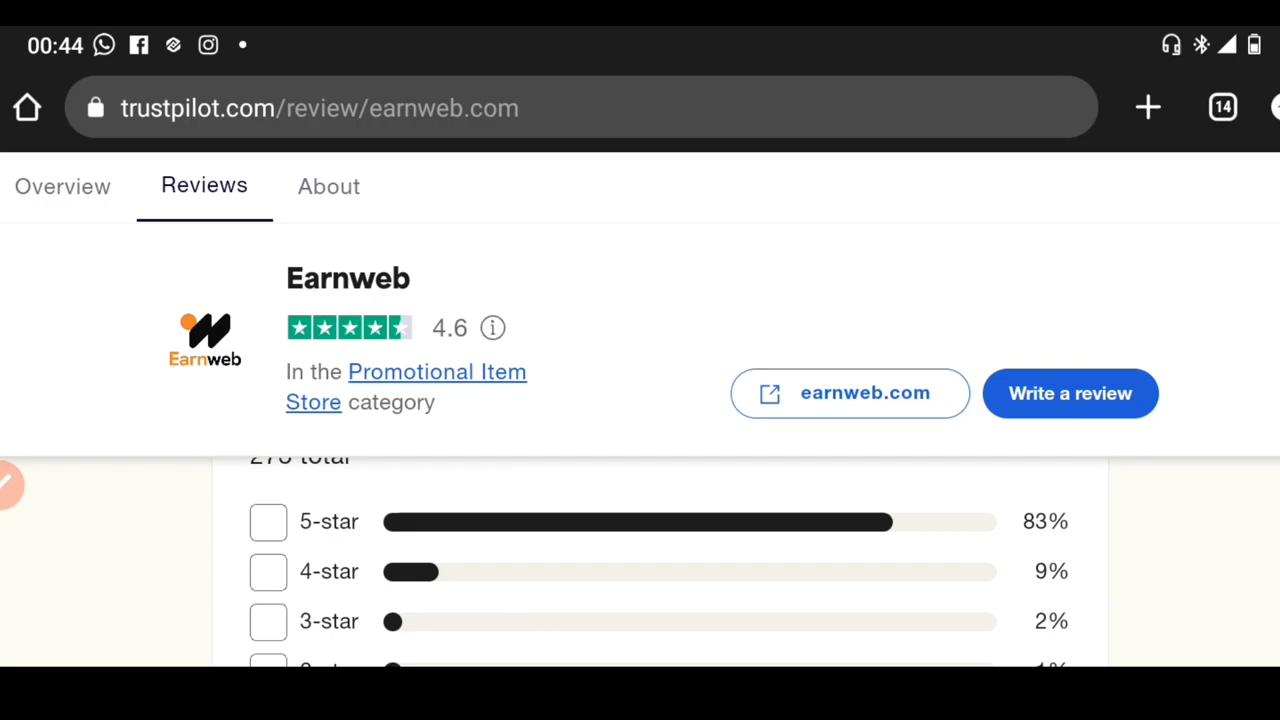 00:44
14
trustpilot.com/review/earnweb.com
Overview Reviews About
Earnweb
4.6
Earnweb
In the Promotional Item
Store category
earnweb.com
Write a review
total
5-star 83%
4-star 9%
3-star 2%